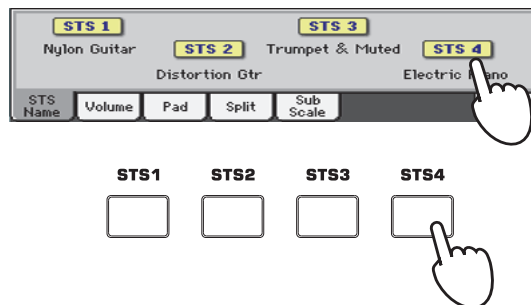 STS 1 STS 3
Nylon Guitar STS 2 Trumpet & Muted STS 4
Distortion Gtr Electric
STS Name Volume Pad Split Sub Scale
STS1 STS2 STS3 STS4